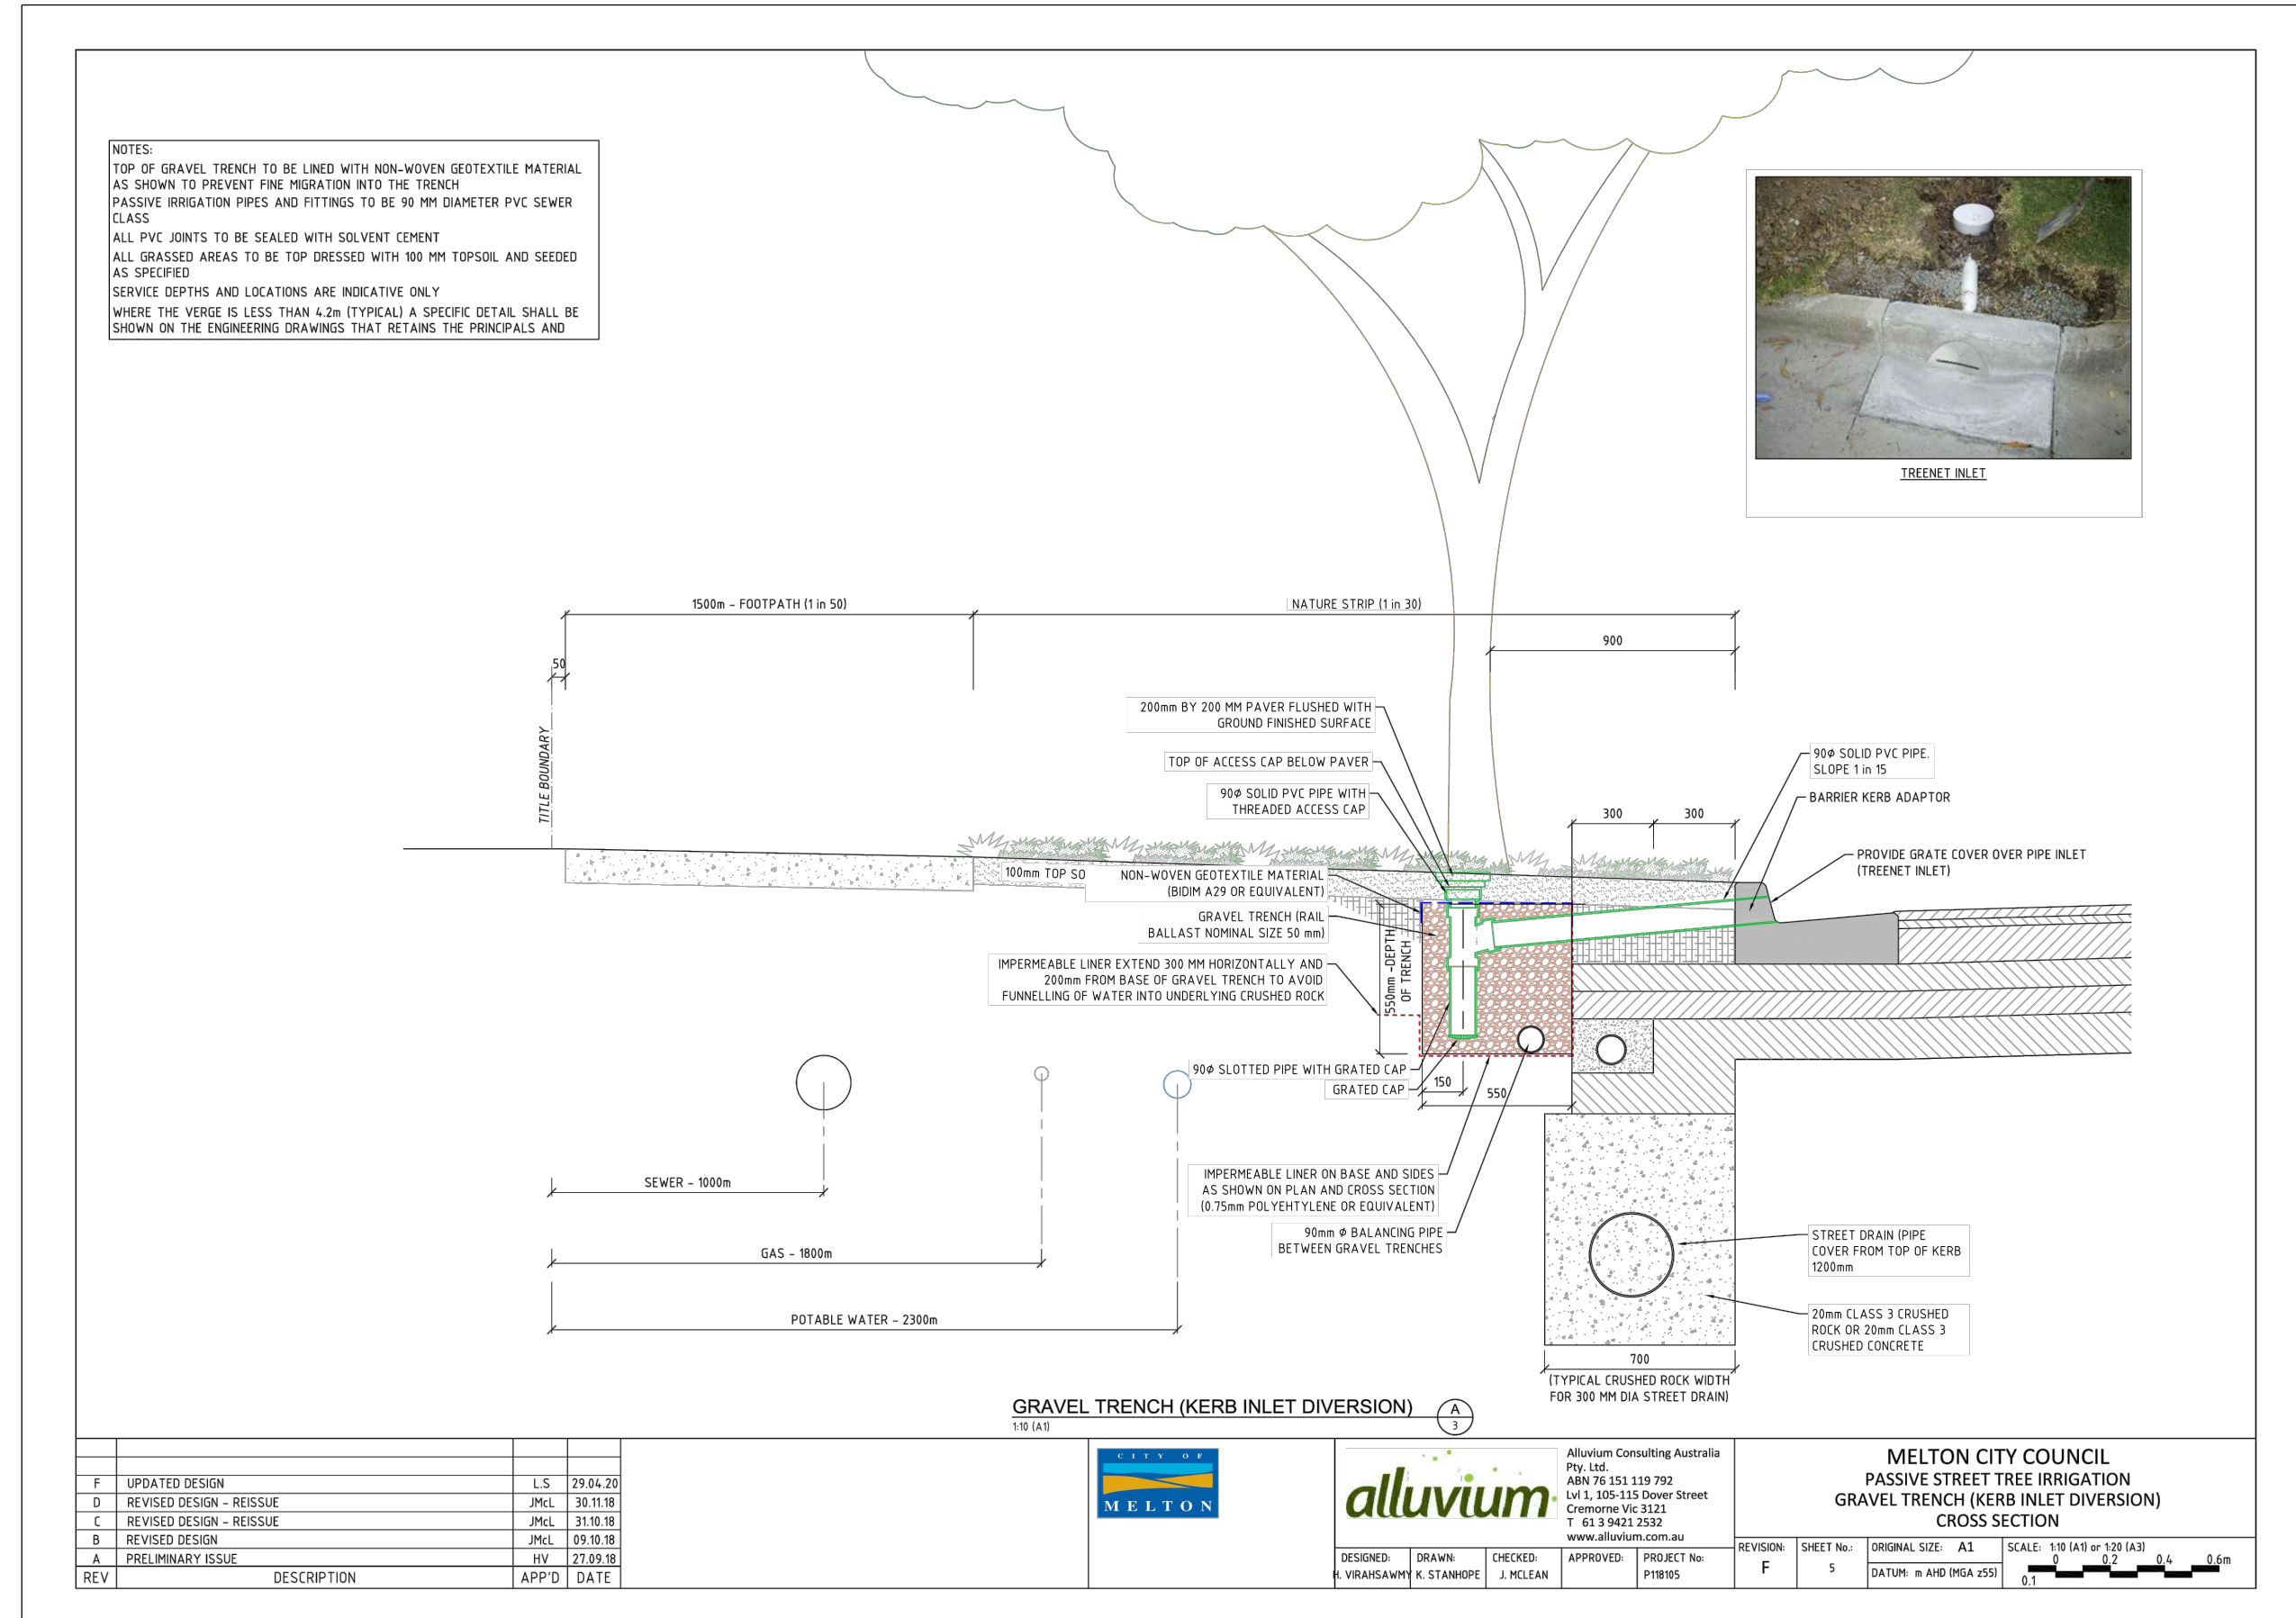 NOTES:
TOP OF GRAVEL TRENCH TO BE LINED WITH NON-WOVEN GEOTEXTILE MATERIAL
AS SHOWN TO PREVENT FINE MIGRATION INTO THE TRENCH
PASSIVE IRRIGATION PIPES AND FITTINGS TO BE 90 MM DIAMETER PVC SEWER
CLASS
ALL PVC JOINTS TO BE SEALED WITH SOLVENT CEMENT
ALL GRASSED AREAS TO BE TOP DRESSED WITH 100 MM TOPSOIL AND SEEDED
AS SPECIFIED
SERVICE DEPTHS AND LOCATIONS ARE INDICATIVE ONLY
WHERE THE VERGE IS LESS THAN 4.2m (TYPICAL) A SPECIFIC DETAIL SHALL BE
SHOWN ON THE ENGINEERING DRAWINGS THAT RETAINS THE PRINCIPALS AND
TREENET INLET
1500m - FOOTPATH (1 in 50)
NATURE STRIP (1 in 30)
900
50
TITLE BOUNDARY
200mm BY 200 MM PAVER FLUSHED WITH
GROUND FINISHED SURFACE
TOP OF ACCESS CAP BELOW PAVER
90ϕ SOLID PVC PIPE WITH
THREADED ACCESS CAP
90ϕ SOLID PVC PIPE.
SLOPE 1 in 15
BARRIER KERB ADAPTOR
300
300
PROVIDE GRATE COVER OVER PIPE INLET
(TREENET INLET)
100mm TOP SO
NON-WOVEN GEOTEXTILE MATERIAL
(BIDIM A29 OR EQUIVALENT)
GRAVEL TRENCH (RAIL
BALLAST NOMINAL SIZE 50 mm)
IMPERMEABLE LINER EXTEND 300 MM HORIZONTALLY AND
200mm FROM BASE OF GRAVEL TRENCH TO AVOID
FUNNELLING OF WATER INTO UNDERLYING CRUSHED ROCK
550mm -DEPTH
OF TRENCH
90ϕ SLOTTED PIPE WITH GRATED CAP
GRATED CAP
150
550
IMPERMEABLE LINER ON BASE AND SIDES
AS SHOWN ON PLAN AND CROSS SECTION
(0.75mm POLYEHTYLENE OR EQUIVALENT)
90mm ϕ BALANCING PIPE
BETWEEN GRAVEL TRENCHES
SEWER - 1000m
GAS - 1800m
POTABLE WATER - 2300m
STREET DRAIN (PIPE
COVER FROM TOP OF KERB
1200mm
20mm CLASS 3 CRUSHED
ROCK OR 20mm CLASS 3
CRUSHED CONCRETE
700
(TYPICAL CRUSHED ROCK WIDTH
FOR 300 MM DIA STREET DRAIN)
GRAVEL TRENCH (KERB INLET DIVERSION)
1:10 (A1)
A
3
F UPDATED DESIGN L.S 29.04.20
D REVISED DESIGN - REISSUE JMcL 30.11.18
C REVISED DESIGN - REISSUE JMcL 31.10.18
B REVISED DESIGN JMcL 09.10.18
A PRELIMINARY ISSUE HV 27.09.18
REV DESCRIPTION APP'D DATE
CITY OF
MELTON
alluvium
Alluvium Consulting Australia
Pty. Ltd.
ABN 76 151 119 792
Lvl 1, 105-115 Dover Street
Cremorne Vic 3121
T 61 3 9421 2532
www.alluvium.com.au
DESIGNED: DRAWN: CHECKED: APPROVED: PROJECT No:
H. VIRAHSAWMY K. STANHOPE J. MCLEAN P118105
MELTON CITY COUNCIL
PASSIVE STREET TREE IRRIGATION
GRAVEL TRENCH (KERB INLET DIVERSION)
CROSS SECTION
REVISION: F
SHEET No.: 5
ORIGINAL SIZE: A1
DATUM: m AHD (MGA z55)
SCALE: 1:10 (A1) or 1:20 (A3)
0 0.2 0.4 0.6m
0.1